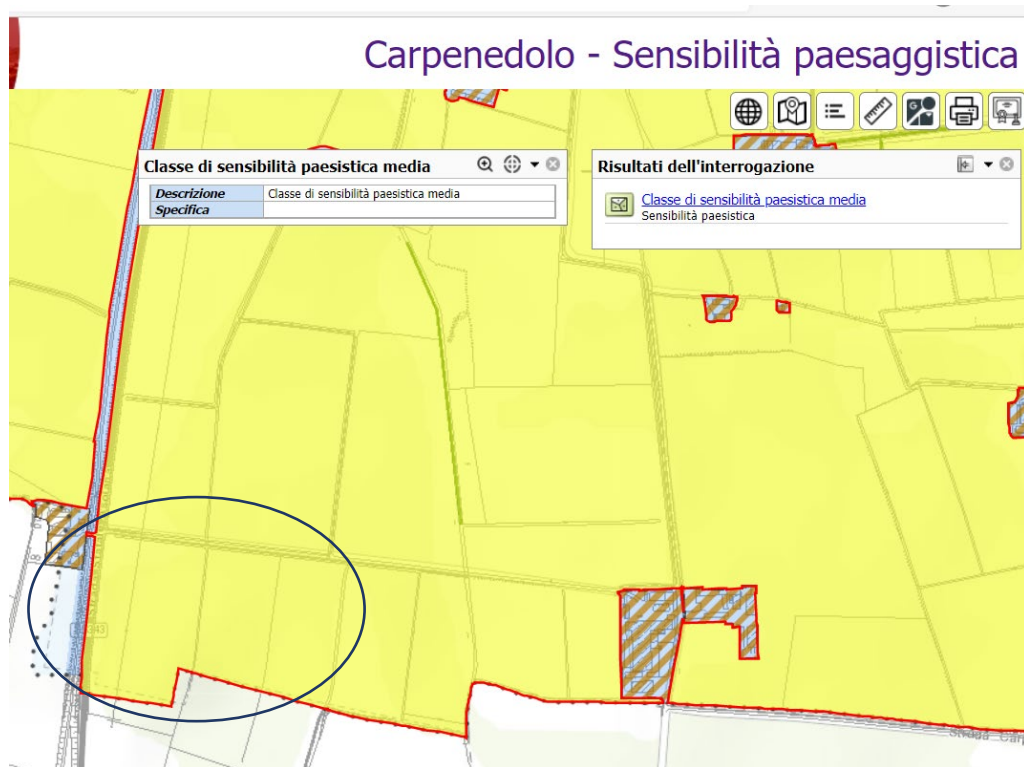 Carpenedolo - Sensibilità paesaggistica
Classe di sensibilità paesistica media
Descrizione Classe di sensibilità paesistica media
Specifica
Risultati dell'interrogazione
Classe di sensibilità paesistica media
Sensibilità paesistica